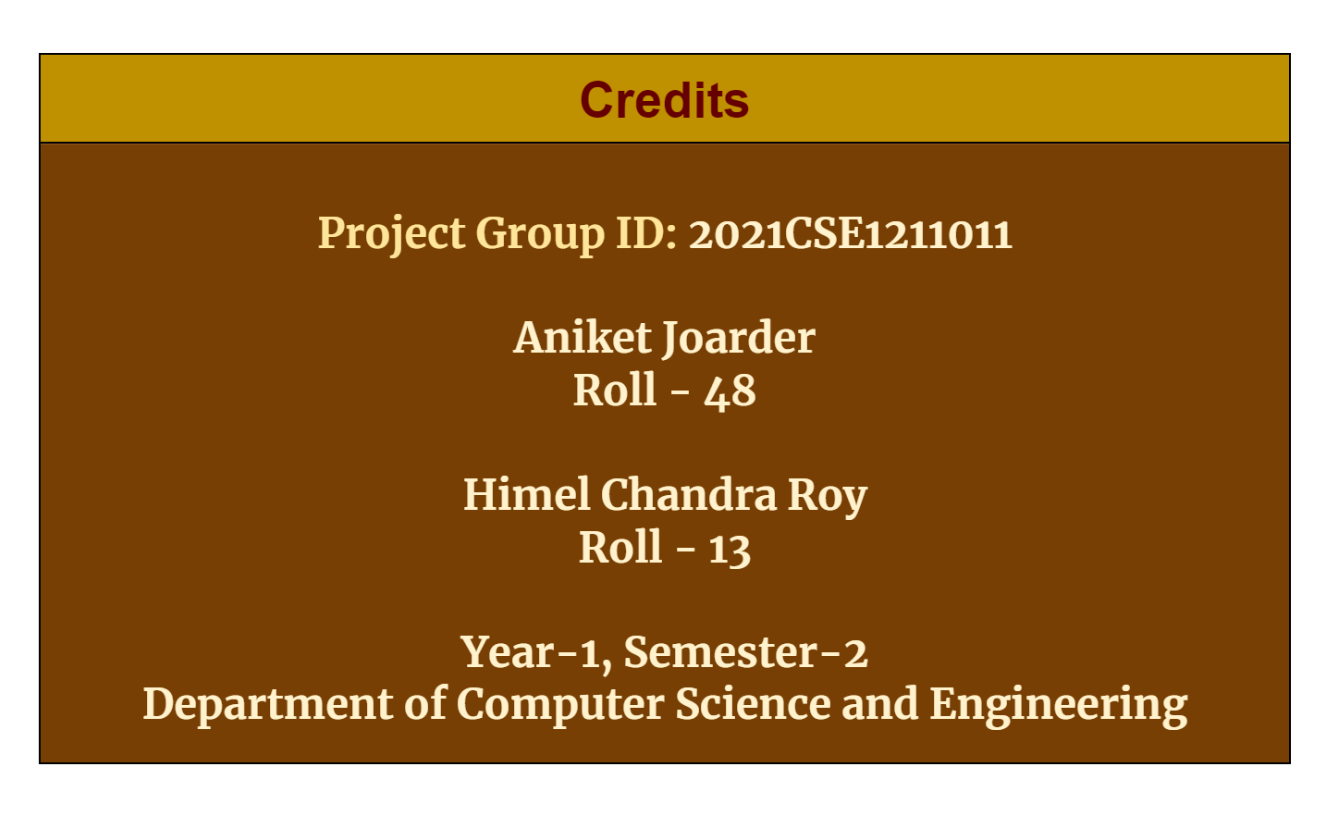 Credits
Project Group ID: 2021CSE1211011
Aniket Joarder
Roll - 48
Himel Chandra Roy
Roll - 13
Year-1, Semester-2
Department of Computer Science and Engineering